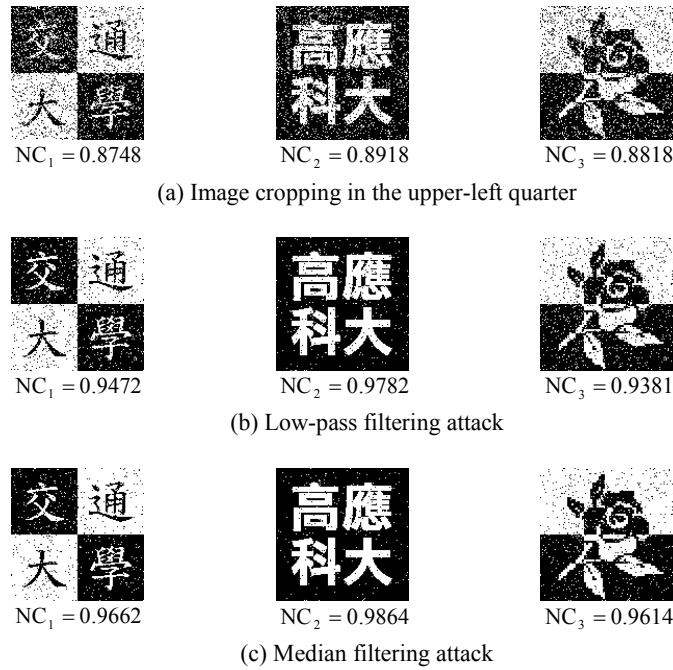 交 通
大 學
高應
科大
NC₁ = 0.8748 NC₂ = 0.8918 NC₃ = 0.8818
(a) Image cropping in the upper-left quarter
交 通
大 學
高應
科大
NC₁ = 0.9472 NC₂ = 0.9782 NC₃ = 0.9381
(b) Low-pass filtering attack
交 通
大 學
高應
科大
NC₁ = 0.9662 NC₂ = 0.9864 NC₃ = 0.9614
(c) Median filtering attack